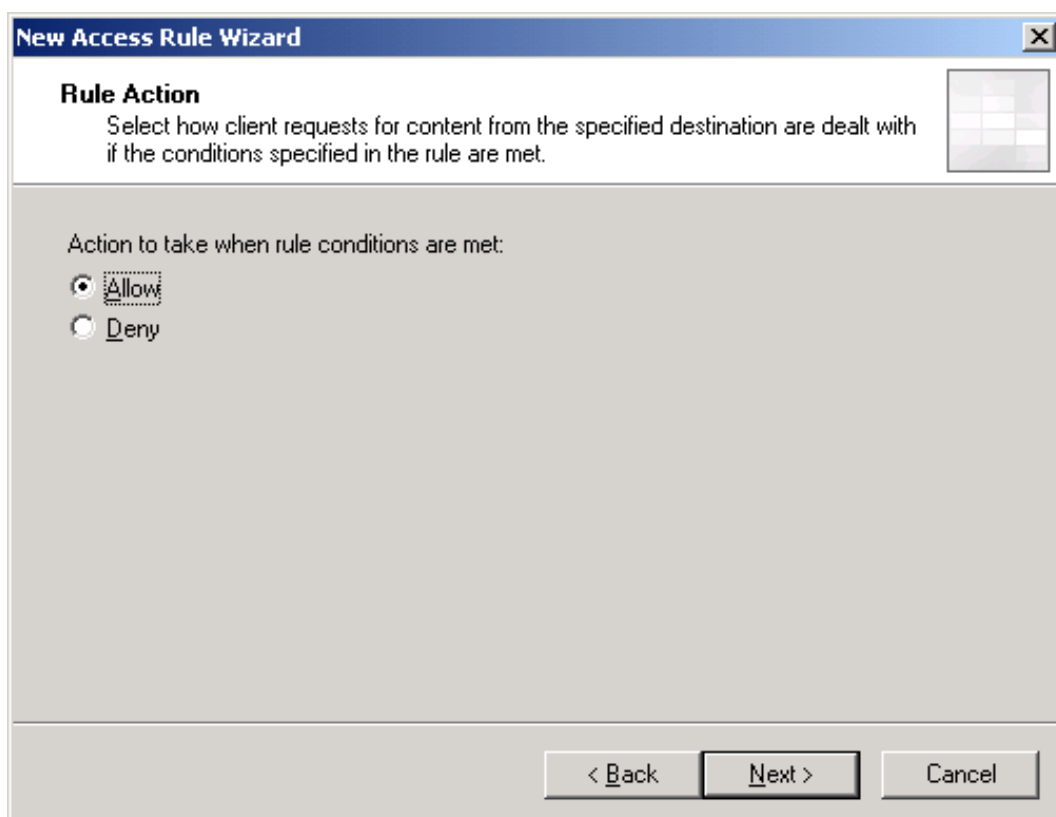 New Access Rule Wizard
Rule Action
Select how client requests for content from the specified destination are dealt with
if the conditions specified in the rule are met.
Action to take when rule conditions are met:
Allow
Deny
< Back Next > Cancel